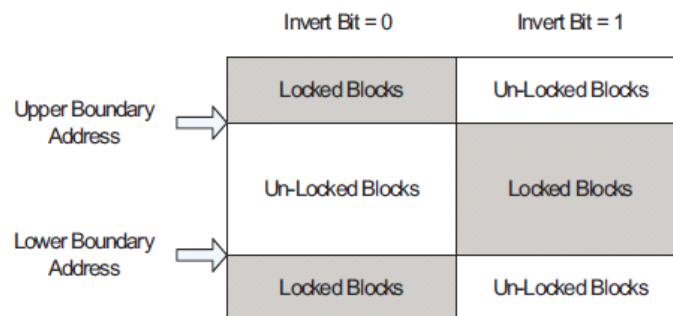 Invert Bit = 0
Invert Bit = 1
Locked Blocks
Un-Locked Blocks
Upper Boundary
Address
Un-Locked Blocks
Locked Blocks
Lower Boundary
Address
Locked Blocks
Un-Locked Blocks